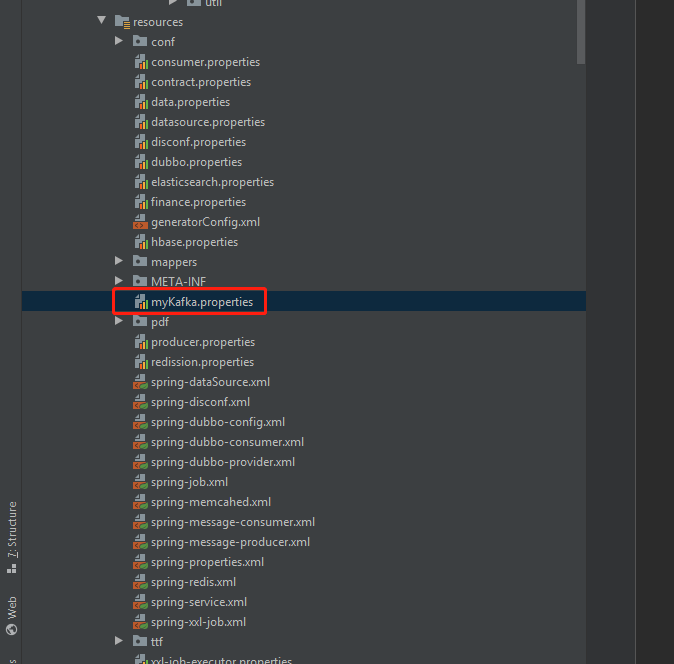 util
resources
conf
consumer.properties
contract.properties
data.properties
datasource.properties
disconf.properties
dubbo.properties
elasticsearch.properties
finance.properties
generatorConfig.xml
hbase.properties
mappers
META-INF
myKafka.properties
pdf
producer.properties
redission.properties
spring-dataSource.xml
spring-disconf.xml
spring-dubbo-config.xml
spring-dubbo-consumer.xml
spring-dubbo-provider.xml
spring-job.xml
spring-memcahed.xml
spring-message-consumer.xml
spring-message-producer.xml
spring-properties.xml
spring-redis.xml
spring-service.xml
spring-xxl-job.xml
ttf
xxl-job-executor.properties
7: Structure
Web